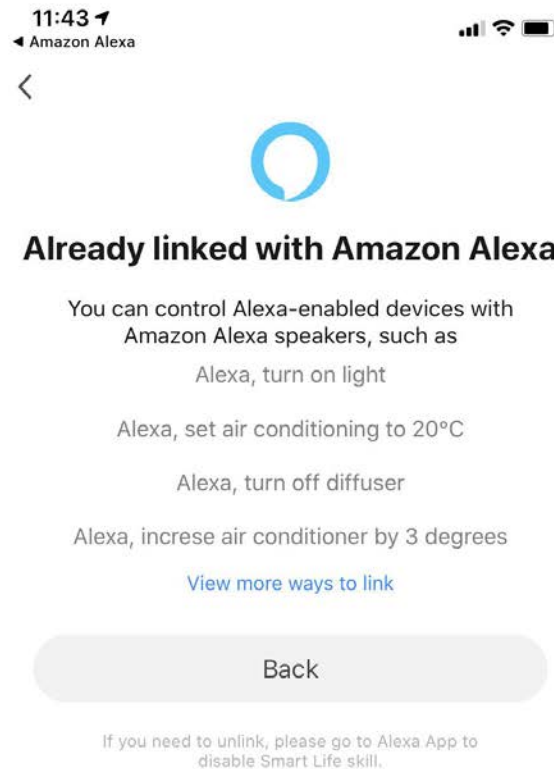 11:43
Amazon Alexa
Already linked with Amazon Alexa
You can control Alexa-enabled devices with
Amazon Alexa speakers, such as
Alexa, turn on light
Alexa, set air conditioning to 20°C
Alexa, turn off diffuser
Alexa, increse air conditioner by 3 degrees
View more ways to link
Back
If you need to unlink, please go to Alexa App to
disable Smart Life skill.